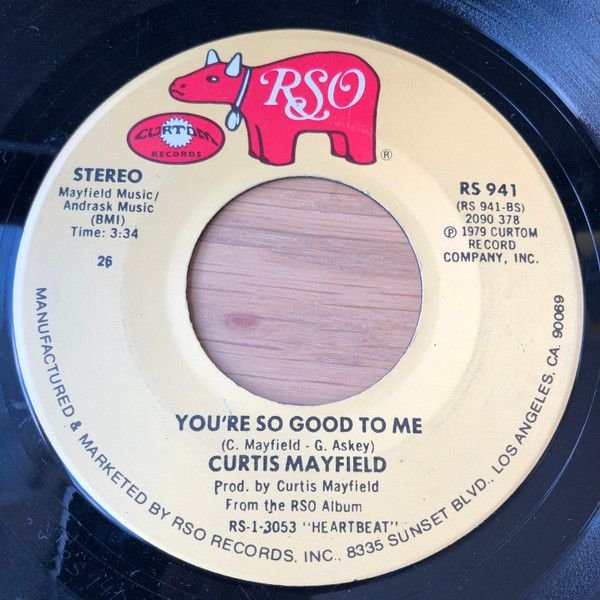 RSO
®
CURTOM
RECORDS
STEREO
Mayfield Music/
Andrask Music
(BMI)
Time: 3:34
26
RS 941
(RS 941-BS)
2090 378
℗ 1979 CURTOM
RECORD
COMPANY, INC.
YOU'RE SO GOOD TO ME
(C. Mayfield - G. Askey)
CURTIS MAYFIELD
Prod. by Curtis Mayfield
From the RSO Album
RS-1-3053 "HEARTBEAT"
MANUFACTURED & MARKETED BY RSO RECORDS, INC., 8335 SUNSET BLVD., LOS ANGELES, CA. 90069